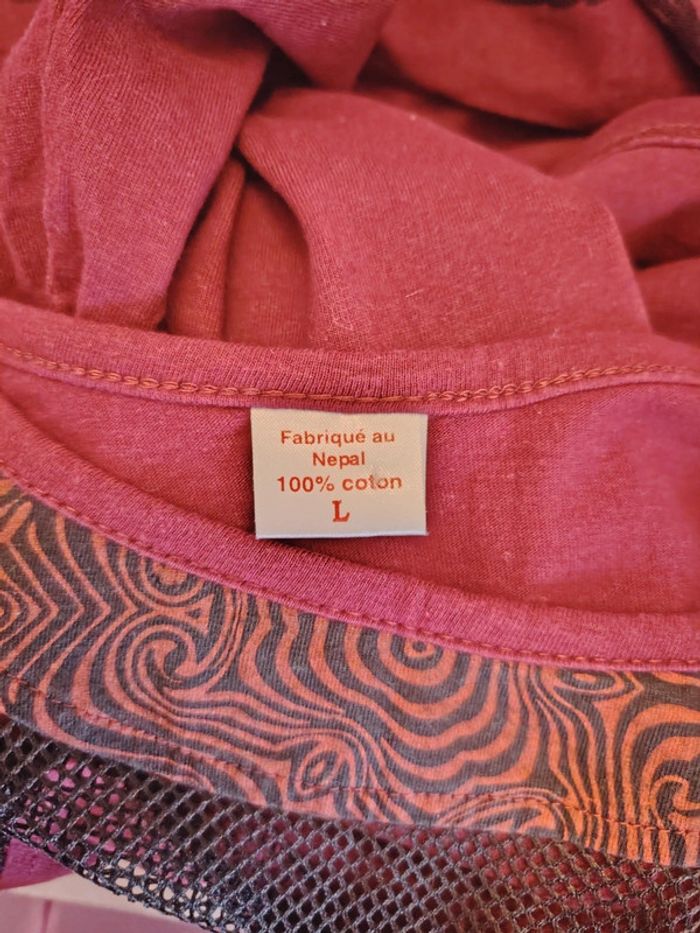 Fabriqué au
Nepal
100% coton
L